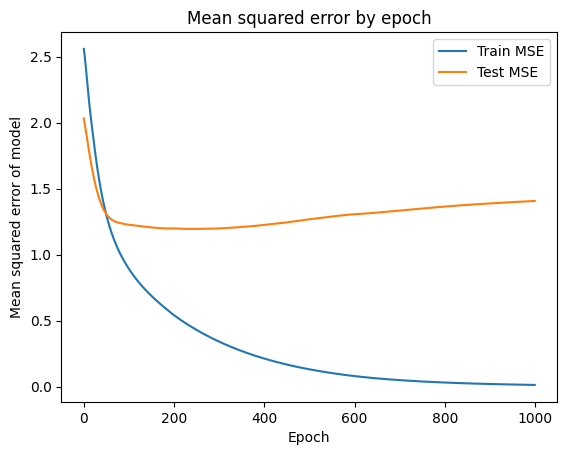 Mean squared error by epoch
Train MSE
Test MSE
Mean squared error of model
2.5
2.0
1.5
1.0
0.5
0.0
0 200 400 600 800 1000
Epoch